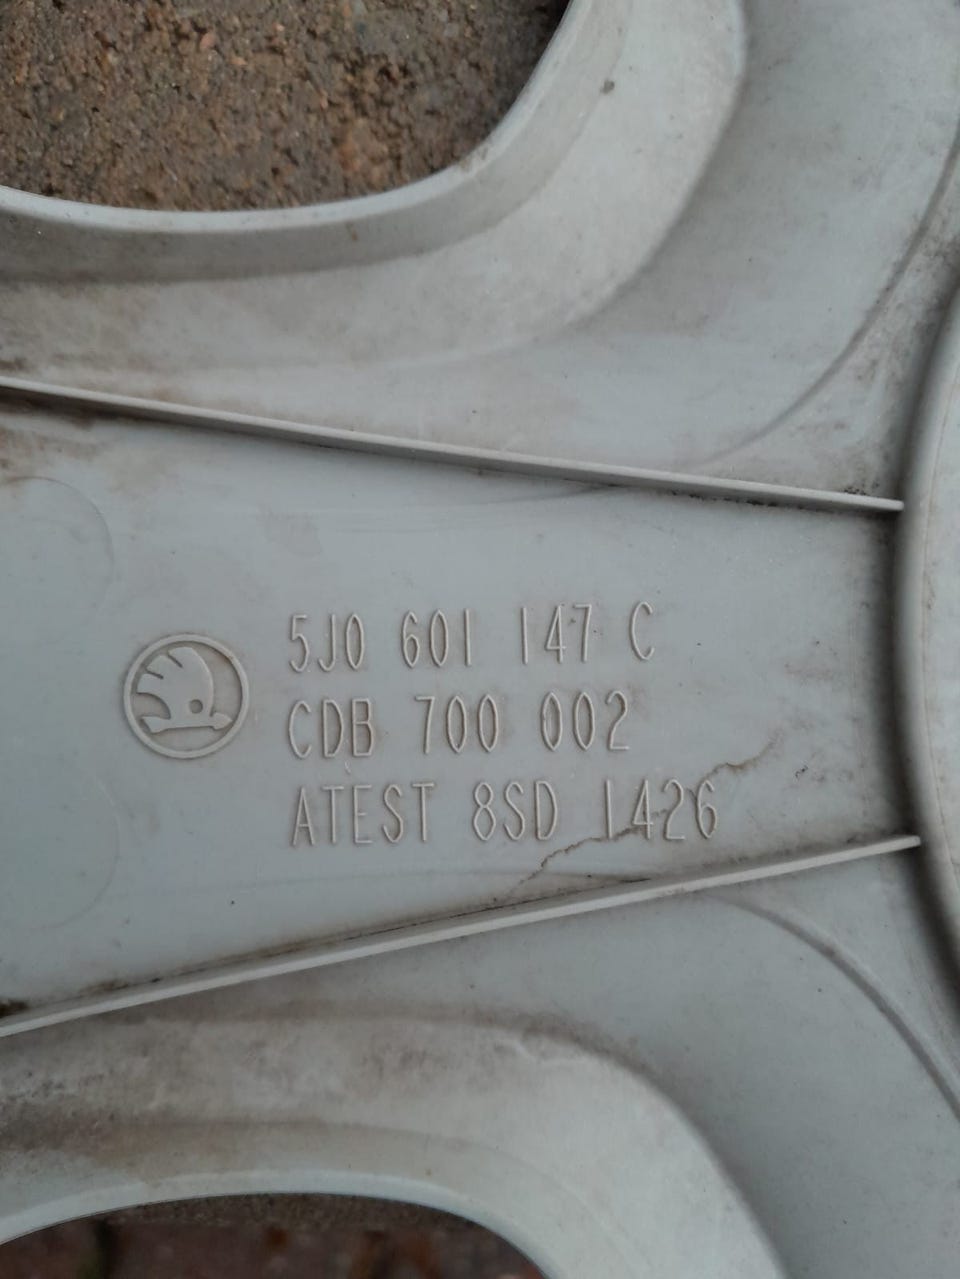 5J0 601 147 C
CDB 700 002
ATEST 8SD 1426